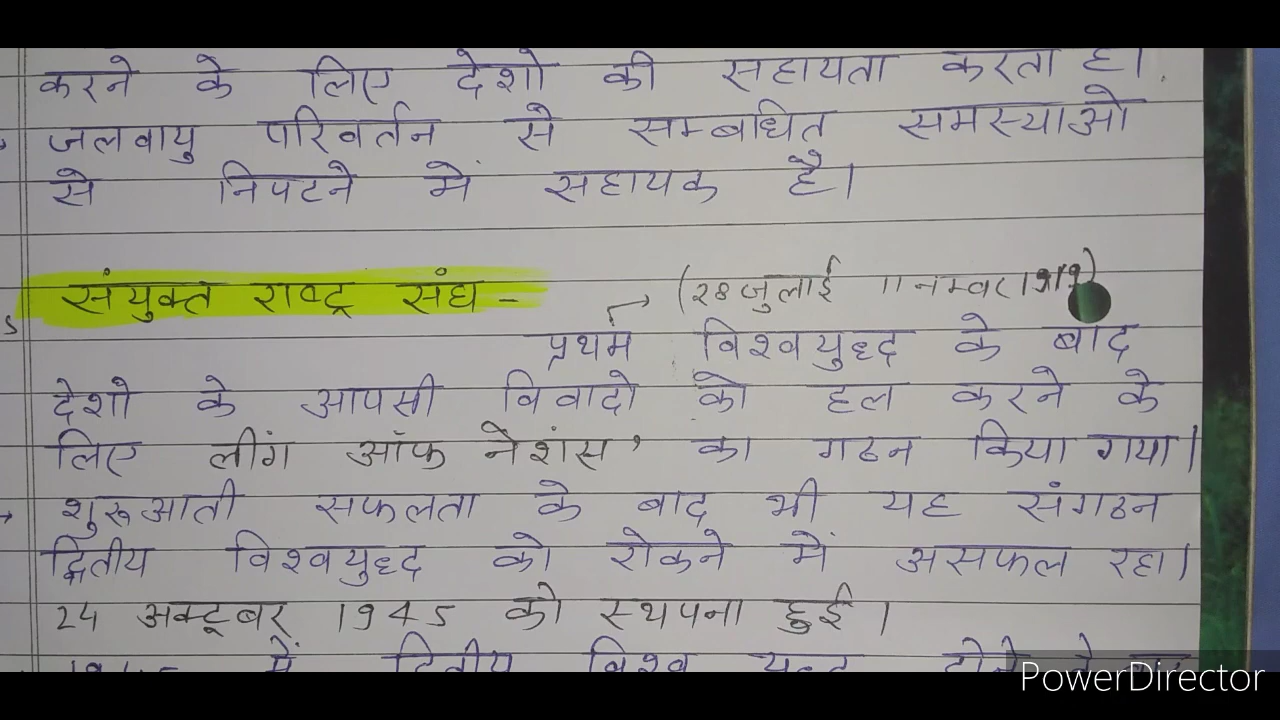 करने के लिए देशो की सहायता करता है।
जलवायु परिवर्तन से सम्बधित समस्याओ
से निपटने में सहायक है।
संयुक्त राष्ट्र संघ -
(28 जुलाई 11 नम्वर
प्रथम विश्वयुध्द के बाद
देशो के आपसी विवादो को हल करने के
लिए लीग ऑफ नेशंस' का गठन किया गया।
शुरूआती सफलता के बाद भी यह संगठन
द्वितीय विश्वयुध्द को रोकने में असफल रहा।
24 अक्टूबर 1945 को स्थपना हुई।
में द्वितीय विश्व
PowerDirector